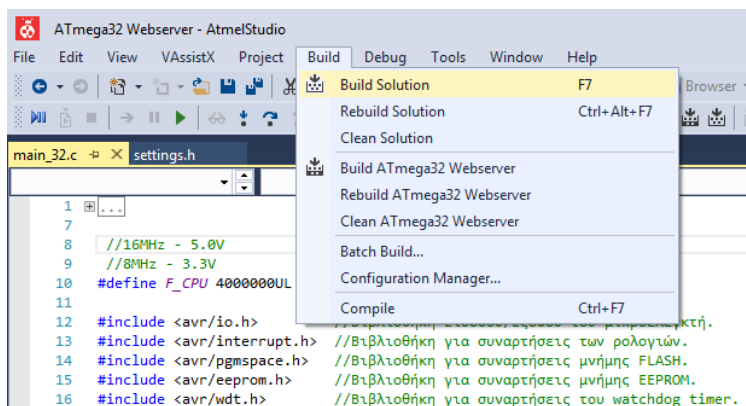 ATmega32 Webserver - AtmelStudio
File Edit View VAssistX Project Build Debug Tools Window Help
Build Solution F7
Browser
Rebuild Solution Ctrl+Alt+F7
Clean Solution
main_32.c settings.h
Build ATmega32 Webserver
Rebuild ATmega32 Webserver
Clean ATmega32 Webserver
Batch Build...
Configuration Manager...
Compile Ctrl+F7
1 ...
7
8 //16MHz - 5.0V
9 //8MHz - 3.3V
10 #define F_CPU 4000000UL
11
12 #include <avr/io.h> //Βιβλιοθήκη εισόδου/εξόδου του μικροελεγκτή.
13 #include <avr/interrupt.h> //Βιβλιοθήκη για συναρτήσεις των ρολογιών.
14 #include <avr/pgmspace.h> //Βιβλιοθήκη για συναρτήσεις μνήμης FLASH.
15 #include <avr/eeprom.h> //Βιβλιοθήκη για συναρτήσεις μνήμης EEPROM.
16 #include <avr/wdt.h> //Βιβλιοθήκη για συναρτήσεις του watchdog timer.